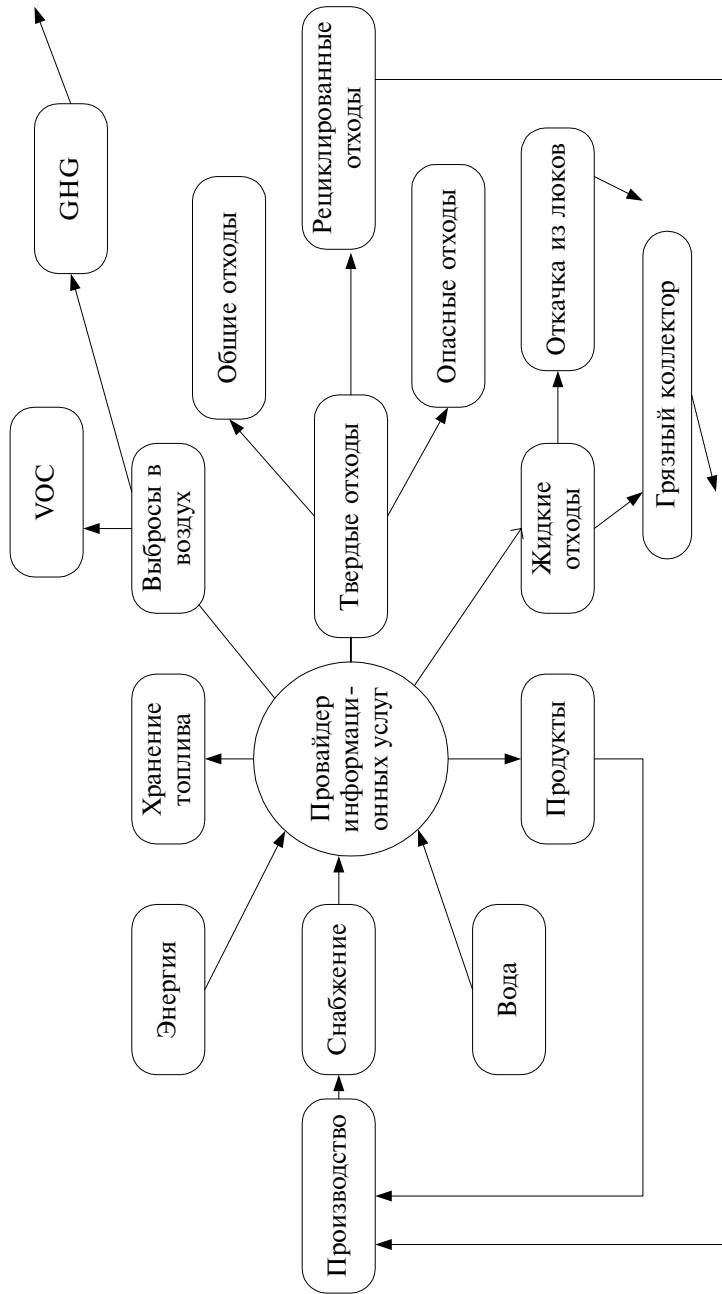 VOC
GHG
Энергия
Хранение
топлива
Выбросы в
воздух
Общие отходы
Производство
Снабжение
Провайдер
информаци-
онных услуг
Твердые отходы
Рециклированные
отходы
Опасные отходы
Вода
Продукты
Жидкие
отходы
Откачка из люков
Грязный коллектор